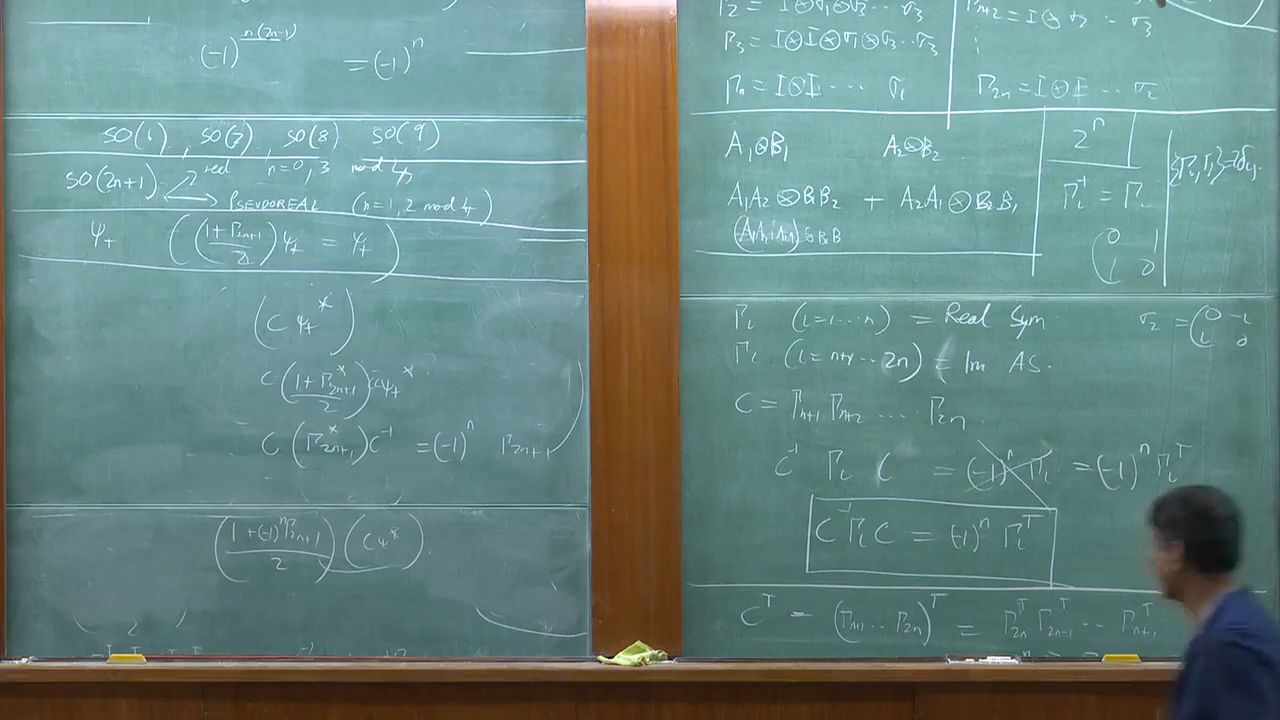 (-1)^{n(2n-1)} = (-1)^n
SO(1), SO(7), SO(8) SO(9)
SO(2n+1) real n=0,3 mod 4,
→ PSEUDOREAL (n=1,2 mod 4)
ψ_+ ( ((1+Γ_{2n+1})/2) ψ_+ = ψ_+ )
(C ψ_+^*)
C ((1+Γ_{2n+1}^*)/2) ψ_+^*
C (Γ_{2n+1}^*) C^{-1} = (-1)^n Γ_{2n+1}
((1+(-1)^n Γ_{2n+1})/2) (Cψ^*).
Γ_2 = I⊗σ_1⊗σ_3... σ_3
Γ_3 = I⊗I⊗σ_1⊗σ_3..σ_3
Γ_n = I⊗I... σ_1
Γ_{n+2} = I⊗σ_2 .. σ_3
⋮
Γ_{2n} = I⊗I .. σ_2
A_1⊗B_1 A_2⊗B_2
A_1A_2 ⊗ B_1B_2 + A_2A_1 ⊗ B_2B_1
2^n
Γ_i^† = Γ_i
(0 1
1 0)
{Γ_i, Γ_j} = 2δ_{ij}.
Γ_i (i=1...n) = Real Sym
σ_2 = (0 -i
i 0)
Γ_i (i=n+1...2n) = Im AS.
C = Γ_{n+1} Γ_{n+2} .... Γ_{2n}
C^{-1} Γ_i C = (-1)^n Γ_i = (-1)^n Γ_i^T
C^{-1} Γ_i C = (-1)^n Γ_i^T
C^T = (Γ_{n+1}...Γ_{2n})^T = Γ_{2n}^T Γ_{2n-1}^T ... Γ_{n+1}^T